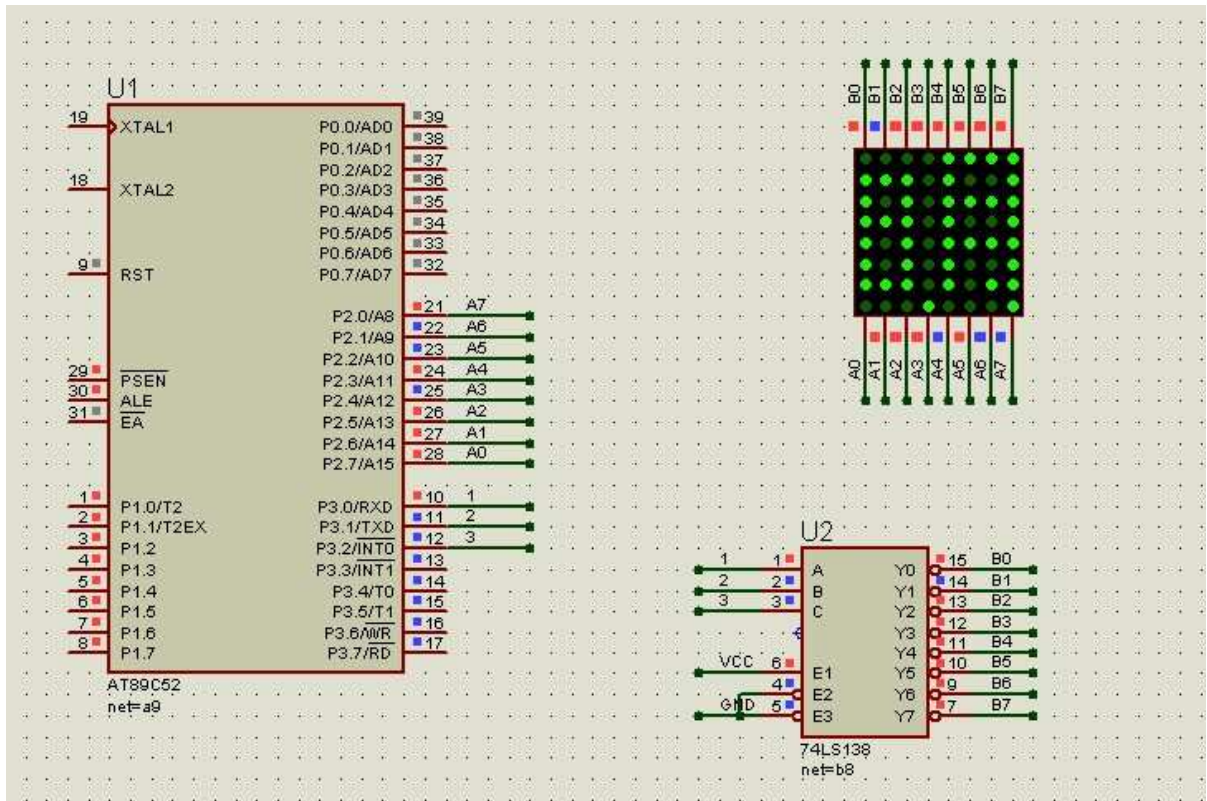 U1
19 XTAL1
18 XTAL2
9 RST
29 PSEN
30 ALE
31 EA
1 P1.0/T2
2 P1.1/T2EX
3 P1.2
4 P1.3
5 P1.4
6 P1.5
7 P1.6
8 P1.7
P0.0/AD0 39
P0.1/AD1 38
P0.2/AD2 37
P0.3/AD3 36
P0.4/AD4 35
P0.5/AD5 34
P0.6/AD6 33
P0.7/AD7 32
P2.0/A8 21 A7
P2.1/A9 22 A6
P2.2/A10 23 A5
P2.3/A11 24 A4
P2.4/A12 25 A3
P2.5/A13 26 A2
P2.6/A14 27 A1
P2.7/A15 28 A0
P3.0/RXD 10 1
P3.1/TXD 11 2
P3.2/INT0 12 3
P3.3/INT1 13
P3.4/T0 14
P3.5/T1 15
P3.6/WR 16
P3.7/RD 17
AT89C52
net=a9
B0 B1 B2 B3 B4 B5 B6 B7
A0 A1 A2 A3 A4 A5 A6 A7
U2
1 1 A
2 2 B
3 3 C
VCC 6 E1
4 E2
GND 5 E3
Y0 15 B0
Y1 14 B1
Y2 13 B2
Y3 12 B3
Y4 11 B4
Y5 10 B5
Y6 9 B6
Y7 7 B7
74LS138
net=b8